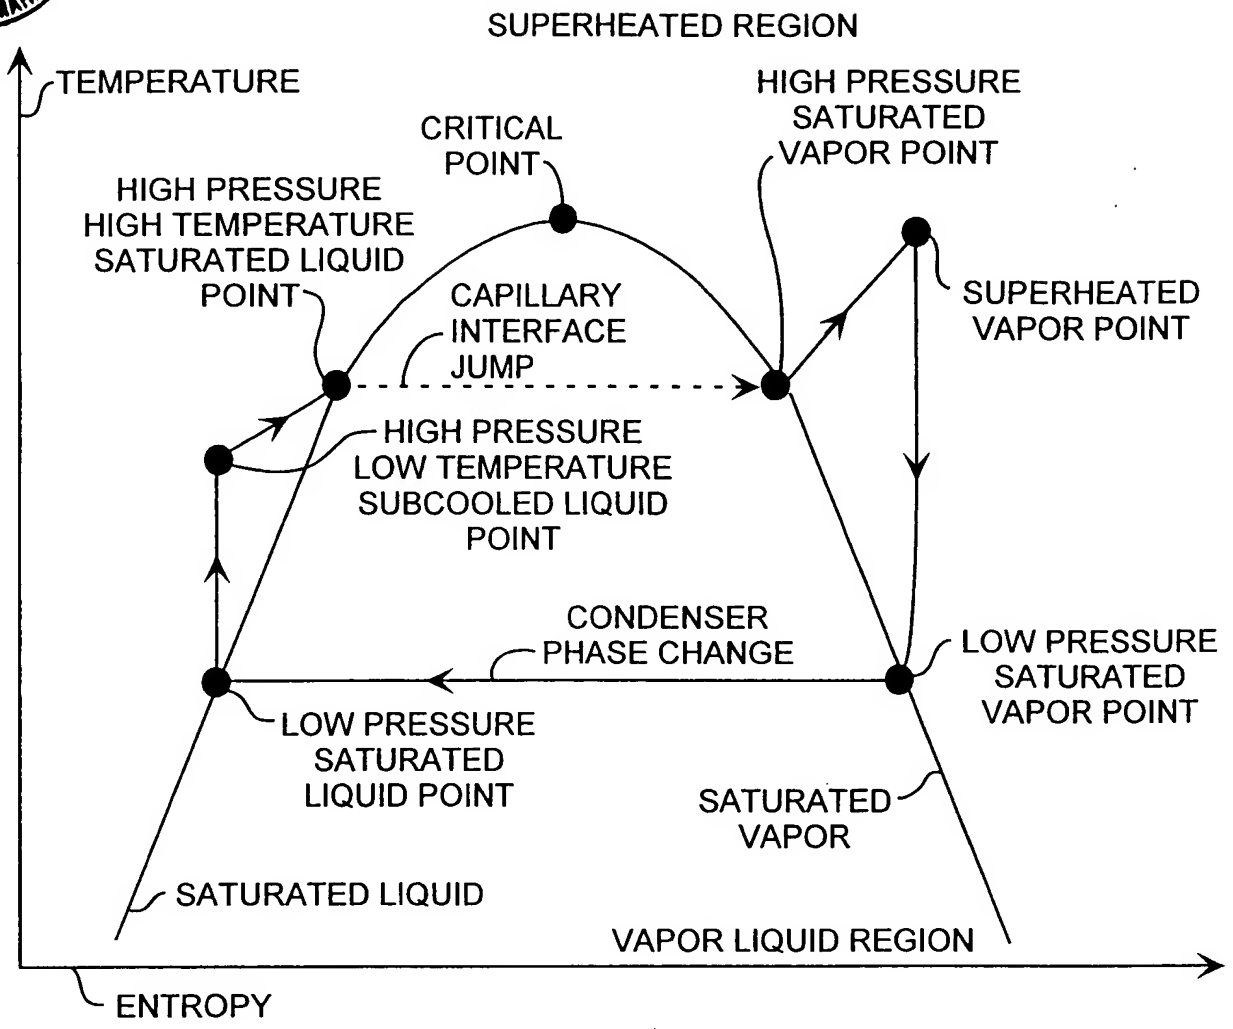 SUPERHEATED REGION
TEMPERATURE
HIGH PRESSURE
SATURATED
VAPOR POINT
CRITICAL
POINT
HIGH PRESSURE
HIGH TEMPERATURE
SATURATED LIQUID
POINT
CAPILLARY
INTERFACE
JUMP
SUPERHEATED
VAPOR POINT
HIGH PRESSURE
LOW TEMPERATURE
SUBCOOLED LIQUID
POINT
CONDENSER
PHASE CHANGE
LOW PRESSURE
SATURATED
VAPOR POINT
LOW PRESSURE
SATURATED
LIQUID POINT
SATURATED
VAPOR
SATURATED LIQUID
VAPOR LIQUID REGION
ENTROPY